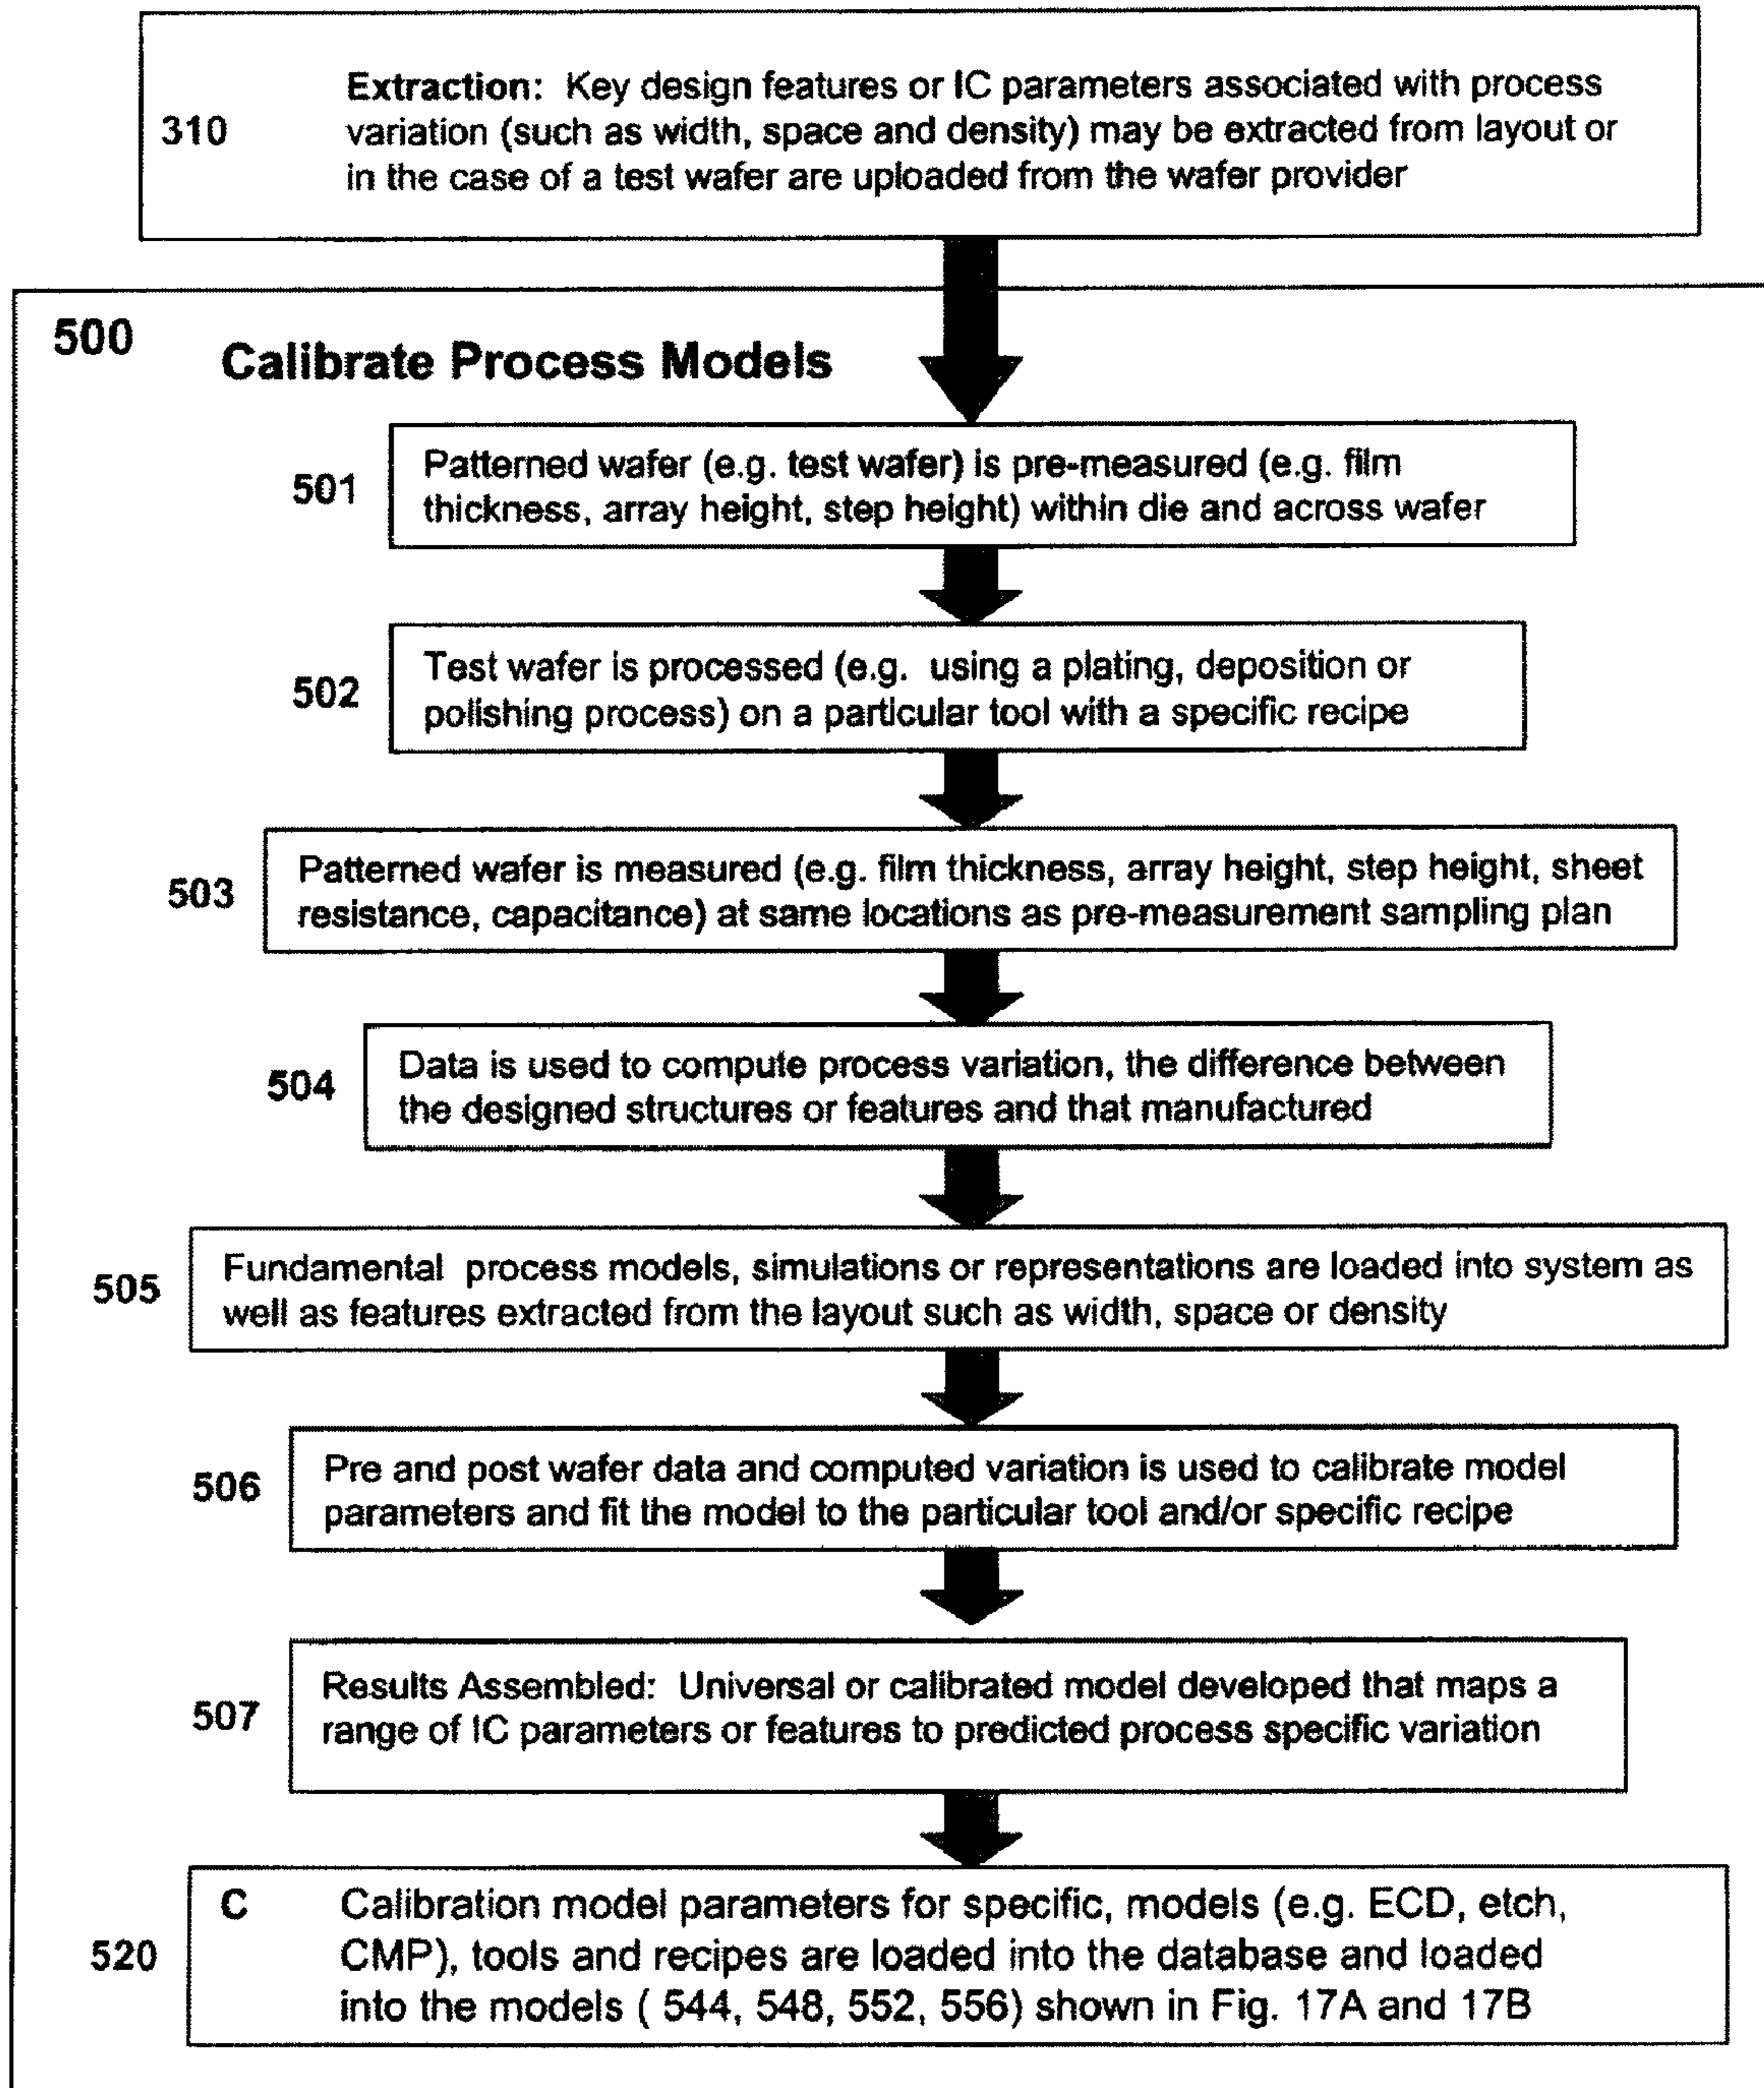 Extraction: Key design features or IC parameters associated with process
310
variation (such as width, space and density) may be extracted from layout or
in the case of a test wafer are uploaded from the wafer provider
500
Calibrate Process Models
501
Patterned wafer (e.g. test wafer) is pre-measured (e.g. film
thickness, array height, step height) within die and across wafer
502
Test wafer is processed (e.g. using a plating, deposition or
polishing process) on a particular tool with a specific recipe
503
Patterned wafer is measured (e.g. film thickness, array height, step height, sheet
resistance, capacitance) at same locations as pre-measurement sampling plan
504
Data is used to compute process variation, the difference between
the designed structures or features and that manufactured
505
Fundamental process models, simulations or representations are loaded into system as
well as features extracted from the layout such as width, space or density
506
Pre and post wafer data and computed variation is used to calibrate model
parameters and fit the model to the particular tool and/or specific recipe
507
Results Assembled: Universal or calibrated model developed that maps a
range of IC parameters or features to predicted process specific variation
520
C Calibration model parameters for specific, models (e.g. ECD, etch,
CMP), tools and recipes are loaded into the database and loaded
into the models ( 544, 548, 552, 556) shown in Fig. 17A and 17B